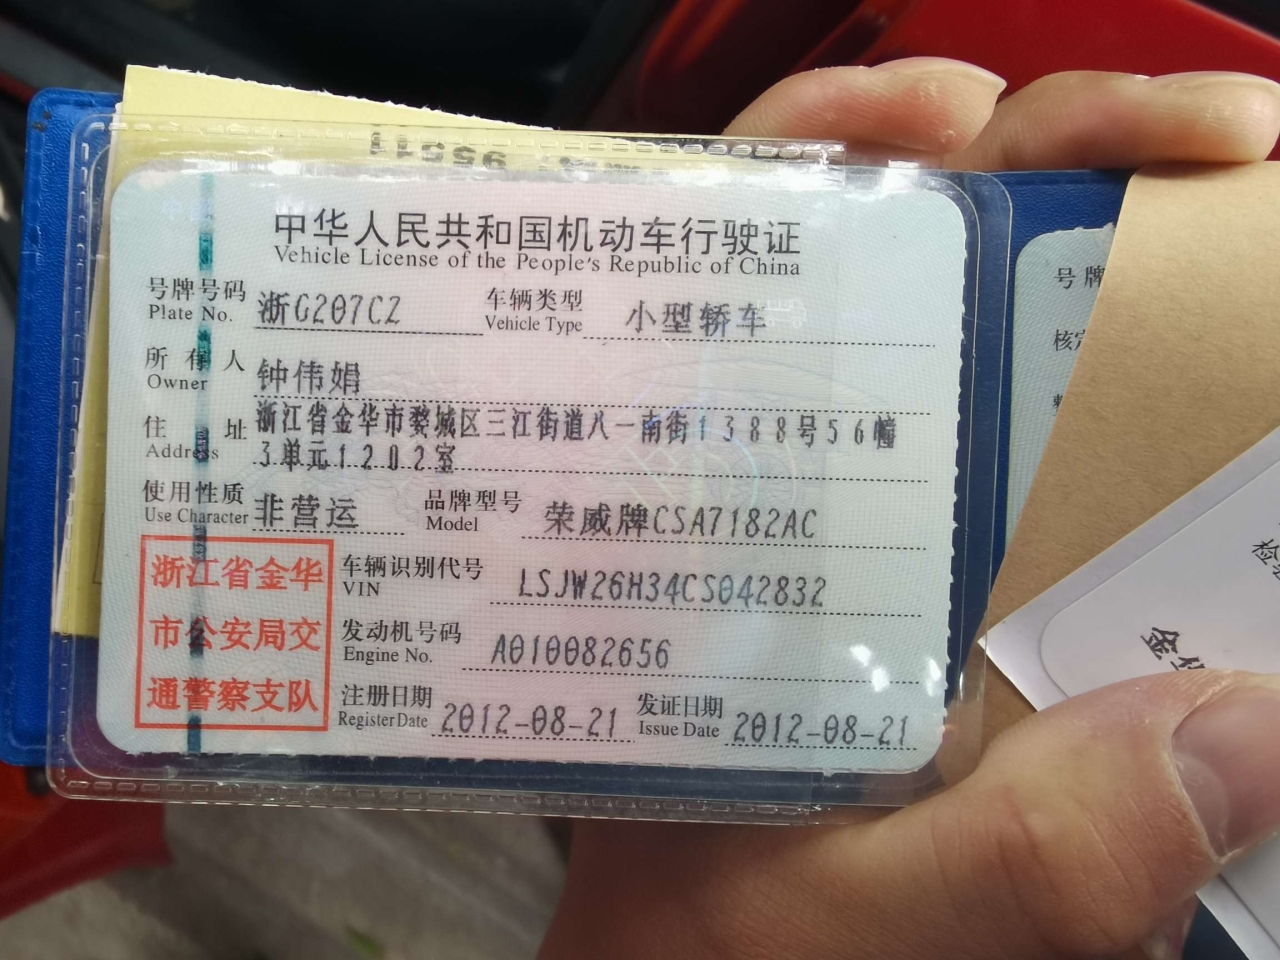 95511
中华人民共和国机动车行驶证
Vehicle License of the People's Republic of China
号牌号码 浙G207C2 车辆类型 小型轿车
Plate No. Vehicle Type
所有人 钟伟娟
Owner
住址 浙江省金华市婺城区三江街道八一南街1388号56幢
Address 3单元1202室
使用性质 非营运 品牌型号 荣威牌CSA7182AC
Use Character Model
浙江省金华
市公安局交
通警察支队
车辆识别代号 LSJW26H34CS042832
VIN
发动机号码 A010082656
Engine No.
注册日期 2012-08-21 发证日期 2012-08-21
Register Date Issue Date
号牌
核定
检验
金华